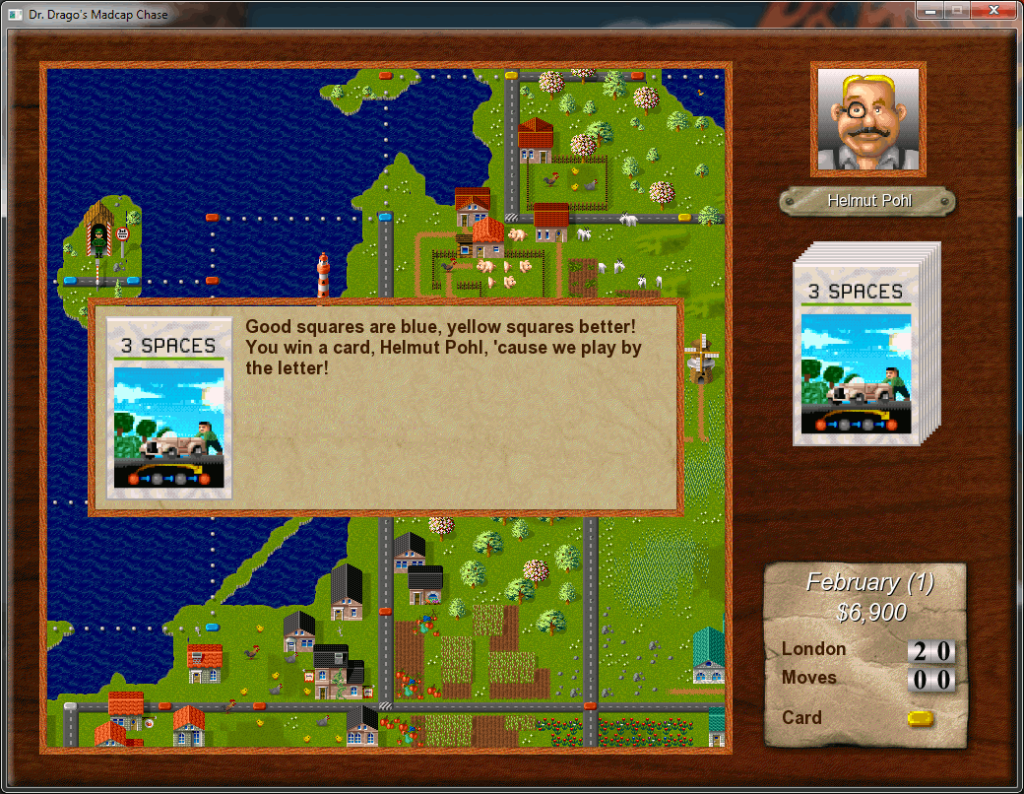 Dr. Drago's Madcap Chase
Helmut Pohl
3 SPACES
3 SPACES
Good squares are blue, yellow squares better!
You win a card, Helmut Pohl, 'cause we play by
the letter!
February (1)
$6,900
London 2 0
Moves 0 0
Card